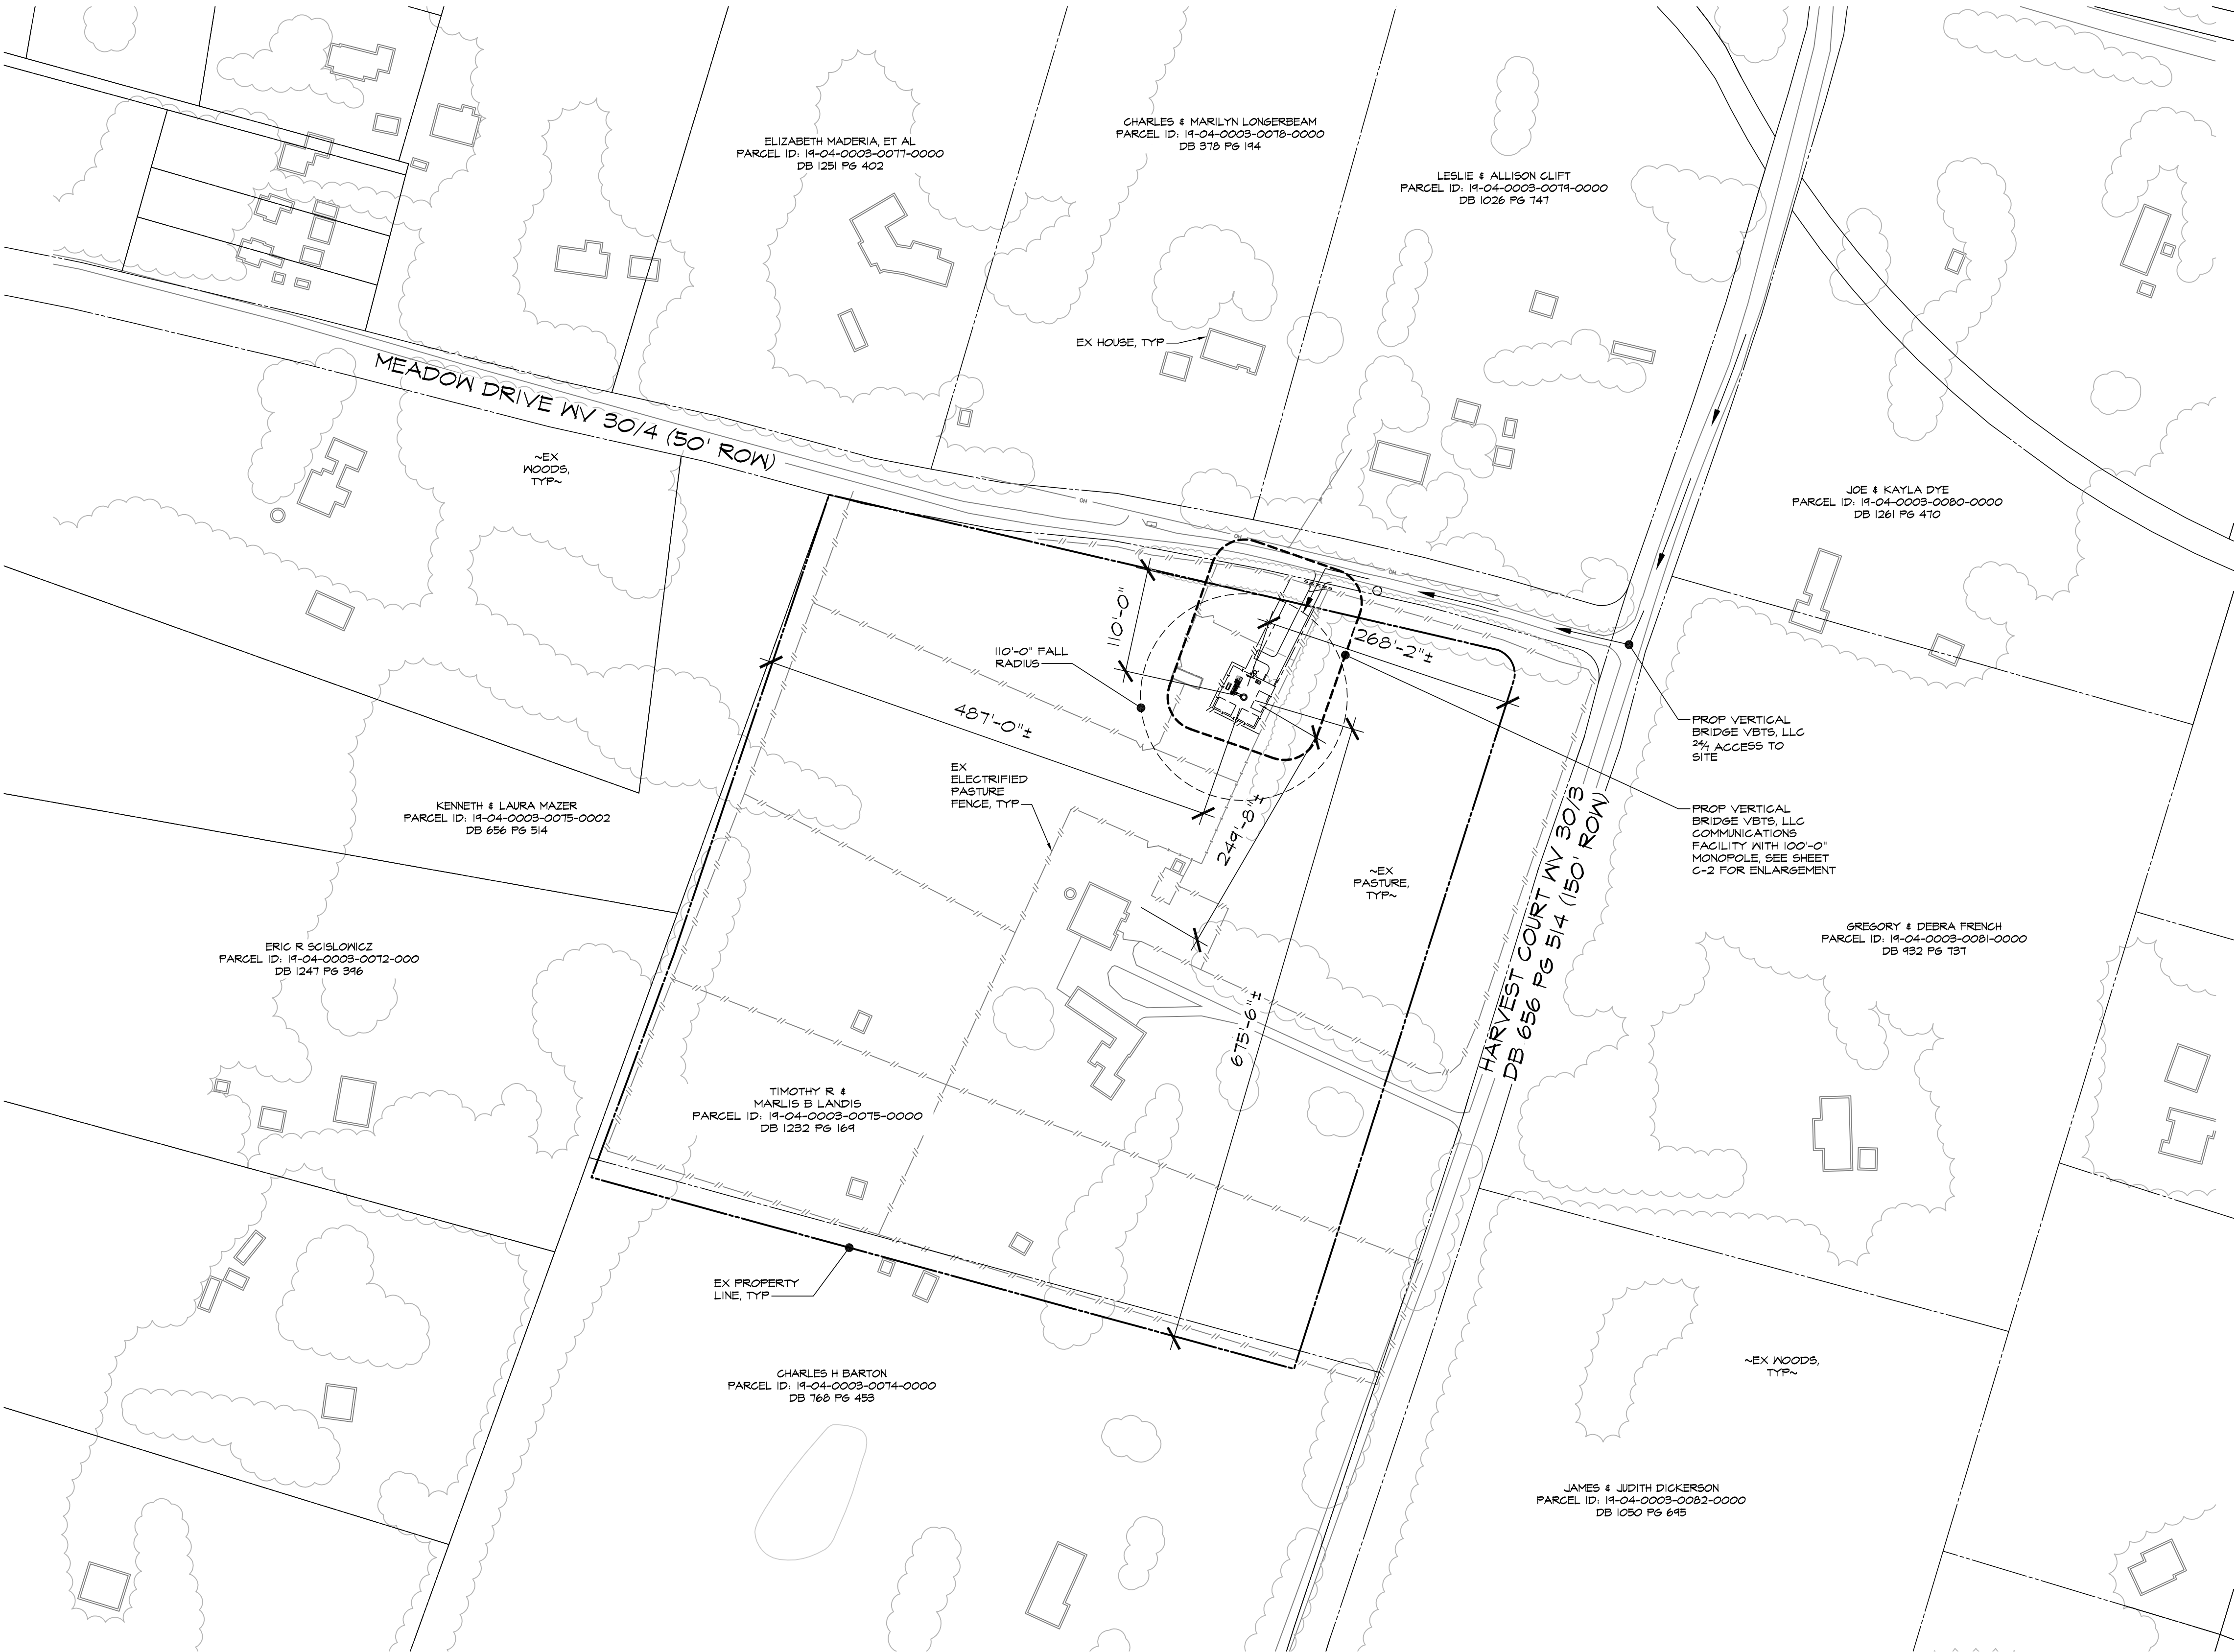 CHARLES & MARILYN LONGERBEAM
PARCEL ID: 19-04-0003-0078-0000
DB 378 PG 194
ELIZABETH MADERIA, ET AL
PARCEL ID: 19-04-0003-0077-0000
DB 1251 PG 402
LESLIE & ALLISON CLIFT
PARCEL ID: 19-04-0003-0079-0000
DB 1026 PG 747
EX HOUSE, TYP
MEADOW DRIVE WV 30/4 (50' ROW)
~EX
WOODS,
TYP~
JOE & KAYLA DYE
PARCEL ID: 19-04-0003-0080-0000
DB 1261 PG 470
OH
OH
OH
110'-0"
268'-2"±
110'-0" FALL
RADIUS
487'-0"±
PROP VERTICAL
BRIDGE VBTS, LLC
24/7 ACCESS TO
SITE
EX
ELECTRIFIED
PASTURE
FENCE, TYP
KENNETH & LAURA MAZER
PARCEL ID: 19-04-0003-0075-0002
DB 656 PG 514
249'-8"±
PROP VERTICAL
BRIDGE VBTS, LLC
COMMUNICATIONS
FACILITY WITH 100'-0"
MONOPOLE, SEE SHEET
C-2 FOR ENLARGEMENT
~EX
PASTURE,
TYP~
HARVEST COURT WV 30/3
DB 656 PG 514 (150' ROW)
GREGORY & DEBRA FRENCH
PARCEL ID: 19-04-0003-0081-0000
DB 932 PG 737
ERIC R SCISLOWICZ
PARCEL ID: 19-04-0003-0072-000
DB 1247 PG 396
675'-6"±
TIMOTHY R &
MARLIS B LANDIS
PARCEL ID: 19-04-0003-0075-0000
DB 1232 PG 169
EX PROPERTY
LINE, TYP
CHARLES H BARTON
PARCEL ID: 19-04-0003-0074-0000
DB 768 PG 453
~EX WOODS,
TYP~
JAMES & JUDITH DICKERSON
PARCEL ID: 19-04-0003-0082-0000
DB 1050 PG 695